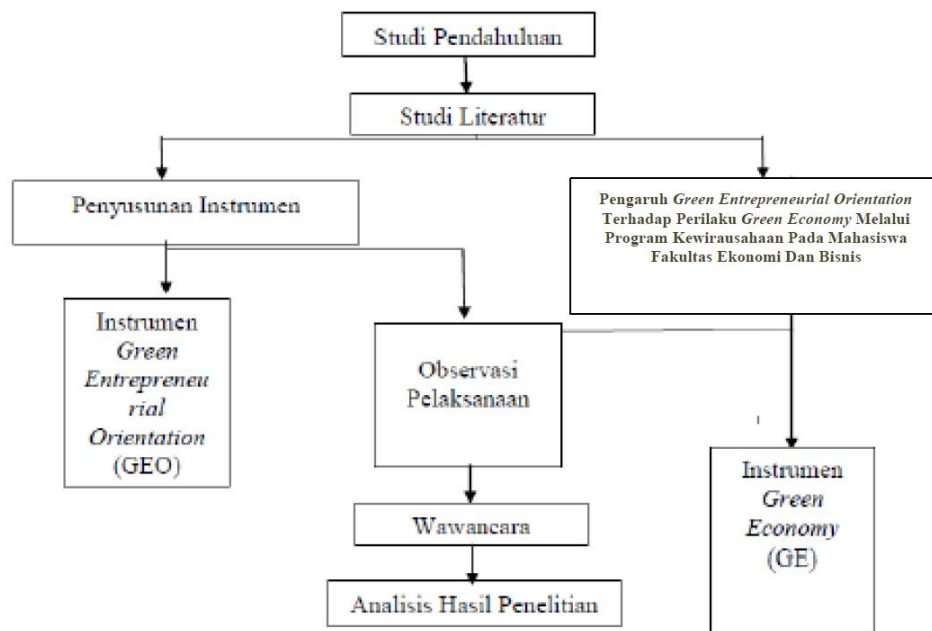 Studi Pendahuluan
Studi Literatur
Penyusunan Instrumen
Pengaruh Green Entrepreneurial Orientation
Terhadap Perilaku Green Economy Melalui
Program Kewirausahaan Pada Mahasiswa
Fakultas Ekonomi Dan Bisnis
Instrumen
Green
Entrepreneu
rial
Orientation
(GEO)
Observasi
Pelaksanaan
Instrumen
Green
Economy
(GE)
Wawancara
Analisis Hasil Penelitian